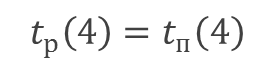 tр(4) = tп(4)